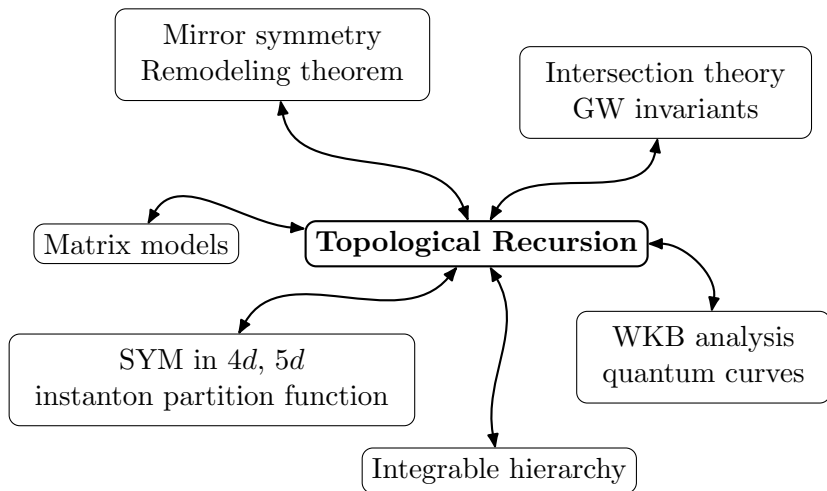 Mirror symmetry
Remodeling theorem
Intersection theory
GW invariants
Matrix models
Topological Recursion
SYM in 4d, 5d
instanton partition function
WKB analysis
quantum curves
Integrable hierarchy